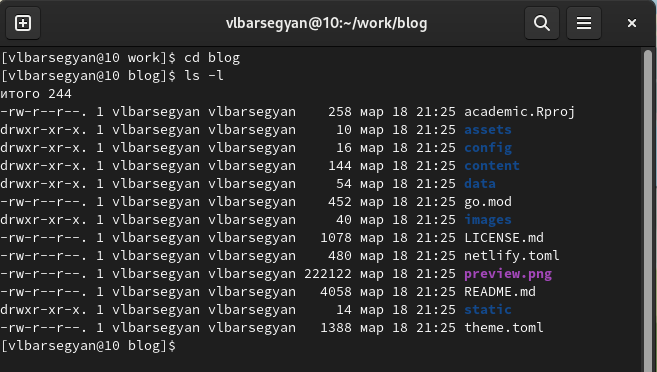 vlbarsegyan@10:~/work/blog
[vlbarsegyan@10 work]$ cd blog
[vlbarsegyan@10 blog]$ ls -l
итого 244
-rw-r--r--. 1 vlbarsegyan vlbarsegyan    258 мар 18 21:25 academic.Rproj
drwxr-xr-x. 1 vlbarsegyan vlbarsegyan     10 мар 18 21:25 assets
drwxr-xr-x. 1 vlbarsegyan vlbarsegyan     16 мар 18 21:25 config
drwxr-xr-x. 1 vlbarsegyan vlbarsegyan    144 мар 18 21:25 content
drwxr-xr-x. 1 vlbarsegyan vlbarsegyan     54 мар 18 21:25 data
-rw-r--r--. 1 vlbarsegyan vlbarsegyan    452 мар 18 21:25 go.mod
drwxr-xr-x. 1 vlbarsegyan vlbarsegyan     40 мар 18 21:25 images
-rw-r--r--. 1 vlbarsegyan vlbarsegyan   1078 мар 18 21:25 LICENSE.md
-rw-r--r--. 1 vlbarsegyan vlbarsegyan    480 мар 18 21:25 netlify.toml
-rw-r--r--. 1 vlbarsegyan vlbarsegyan 222122 мар 18 21:25 preview.png
-rw-r--r--. 1 vlbarsegyan vlbarsegyan   4058 мар 18 21:25 README.md
drwxr-xr-x. 1 vlbarsegyan vlbarsegyan     14 мар 18 21:25 static
-rw-r--r--. 1 vlbarsegyan vlbarsegyan   1388 мар 18 21:25 theme.toml
[vlbarsegyan@10 blog]$